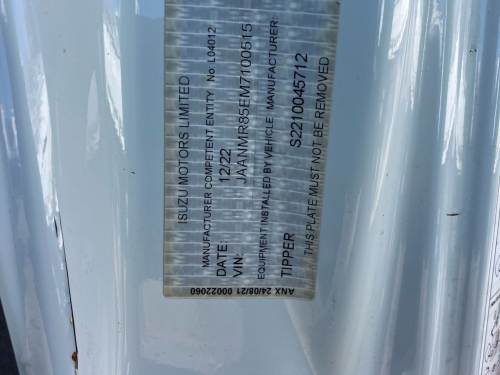 ISUZU MOTORS LIMITED
MANUFACTURER COMPETENT ENTITY No: L04012
DATE: 12/22
VIN: JAANMR85EM7100515
EQUIPMENT INSTALLED BY VEHICLE MANUFACTURER:
TIPPER S2210045712
THIS PLATE MUST NOT BE REMOVED
ANX 24/08/21 000022060